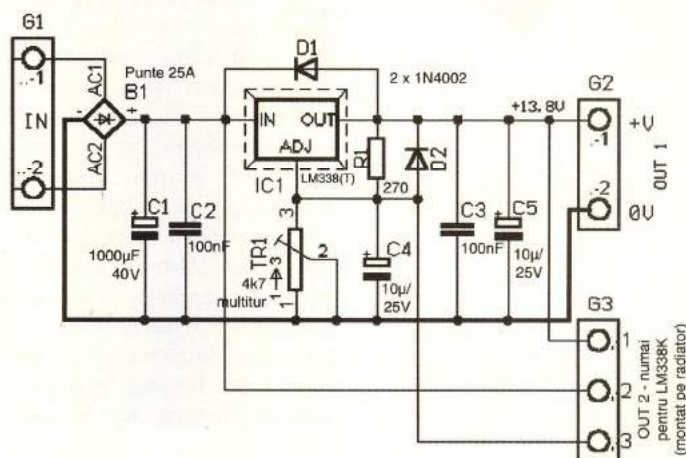 G1
..-1
IN
..-2
AC1
AC2
Punte 25A
B1
-
+
D1
2 x 1N4002
IN
OUT
ADJ
LM338(T)
IC1
R1
270
D2
+13.8V
G2
+V
..-1
..-2
0V
OUT 1
C1
+
1000µF
40V
C2
100nF
3
TR1
2
4k7
1 3
multitur
1
C4
+
10µ/
25V
C3
100nF
C5
+
10µ/
25V
G3
.1
.2
.3
OUT 2 - numai
pentru LM338K
(montat pe radiator)